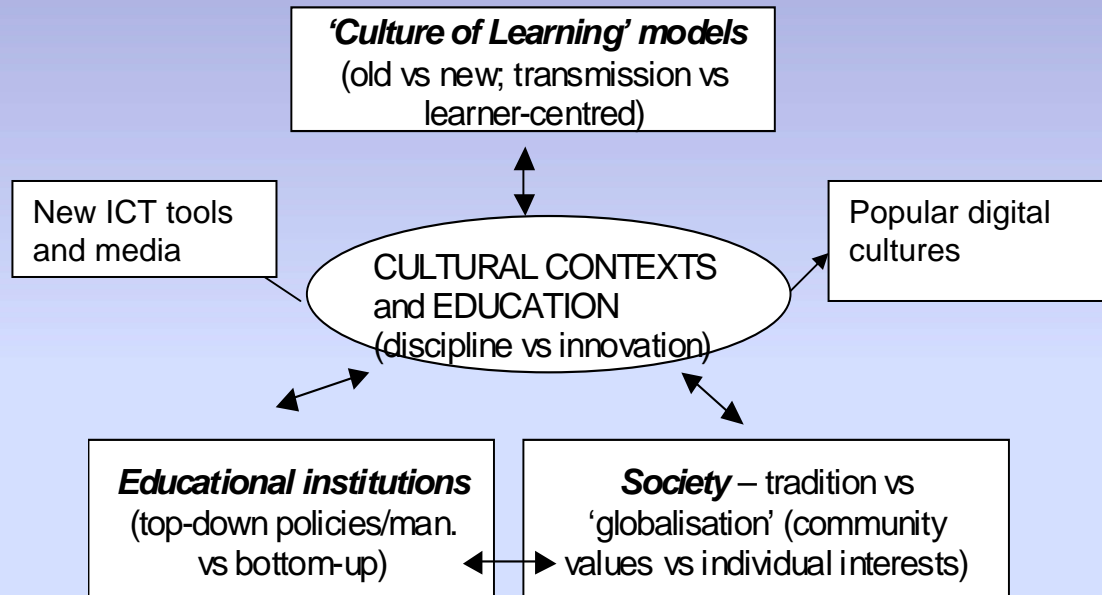 ‘Culture of Learning’ models
(old vs new; transmission vs
learner-centred)
New ICT tools
and media
Popular digital
cultures
CULTURAL CONTEXTS
and EDUCATION
(discipline vs innovation)
Educational institutions
(top-down policies/man.
vs bottom-up)
Society – tradition vs
‘globalisation’ (community
values vs individual interests)